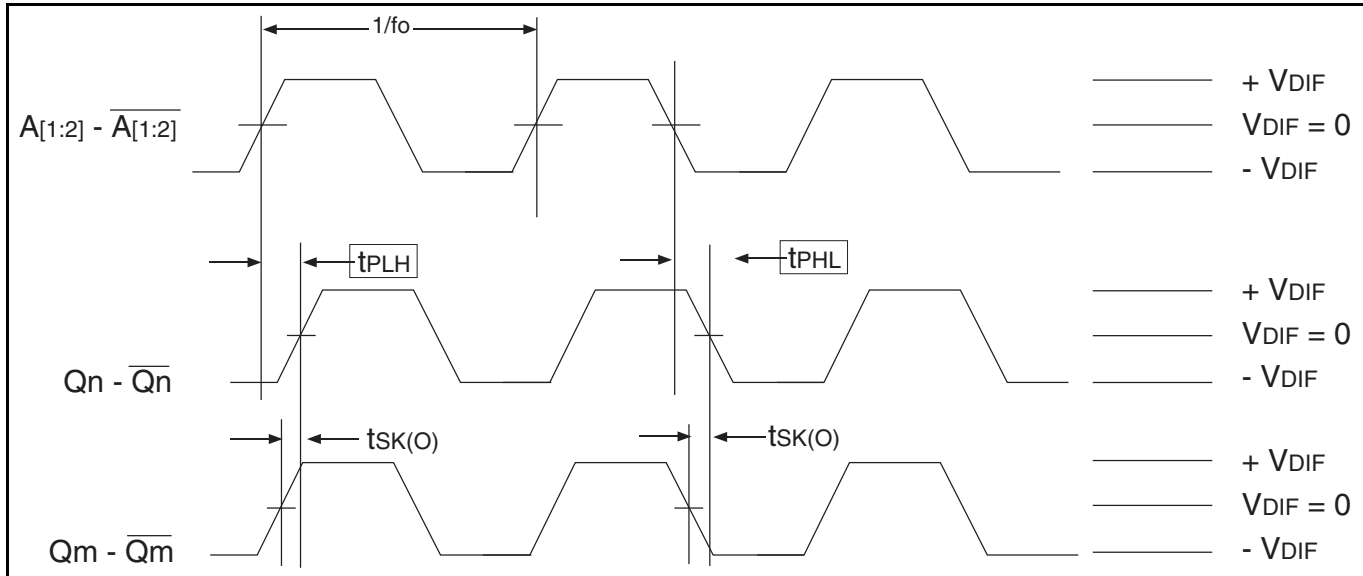 1/fo
A[1:2] - A[1:2]
+ VDIF
VDIF = 0
- VDIF
tPLH
tPHL
Qn - Qn
+ VDIF
VDIF = 0
- VDIF
tSK(O)
tSK(O)
Qm - Qm
+ VDIF
VDIF = 0
- VDIF